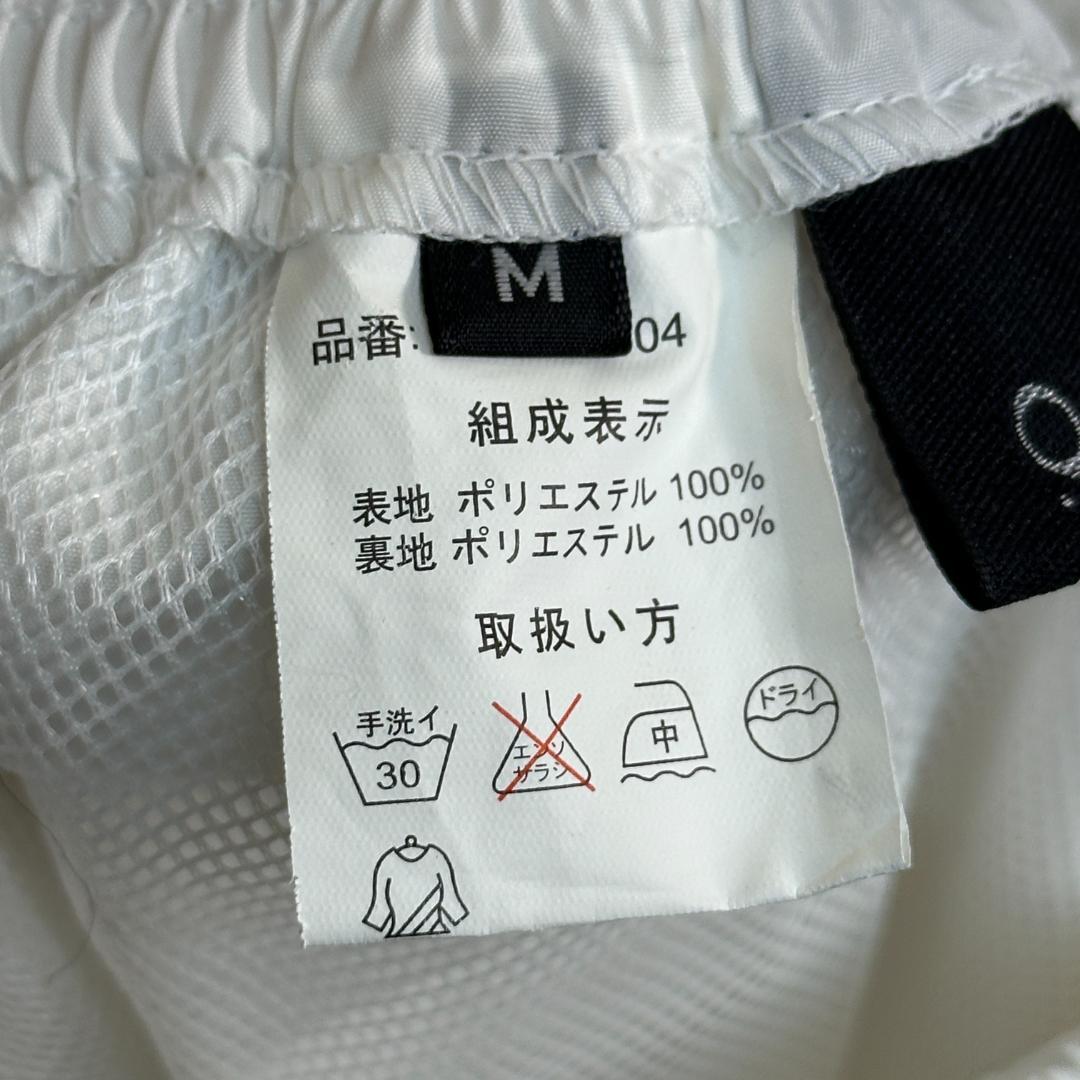 M
品番: 04
組成表示
表地 ポリエステル 100%
裏地 ポリエステル 100%
取扱い方
手洗イ
30
エンソ
サラシ
中
ドライ